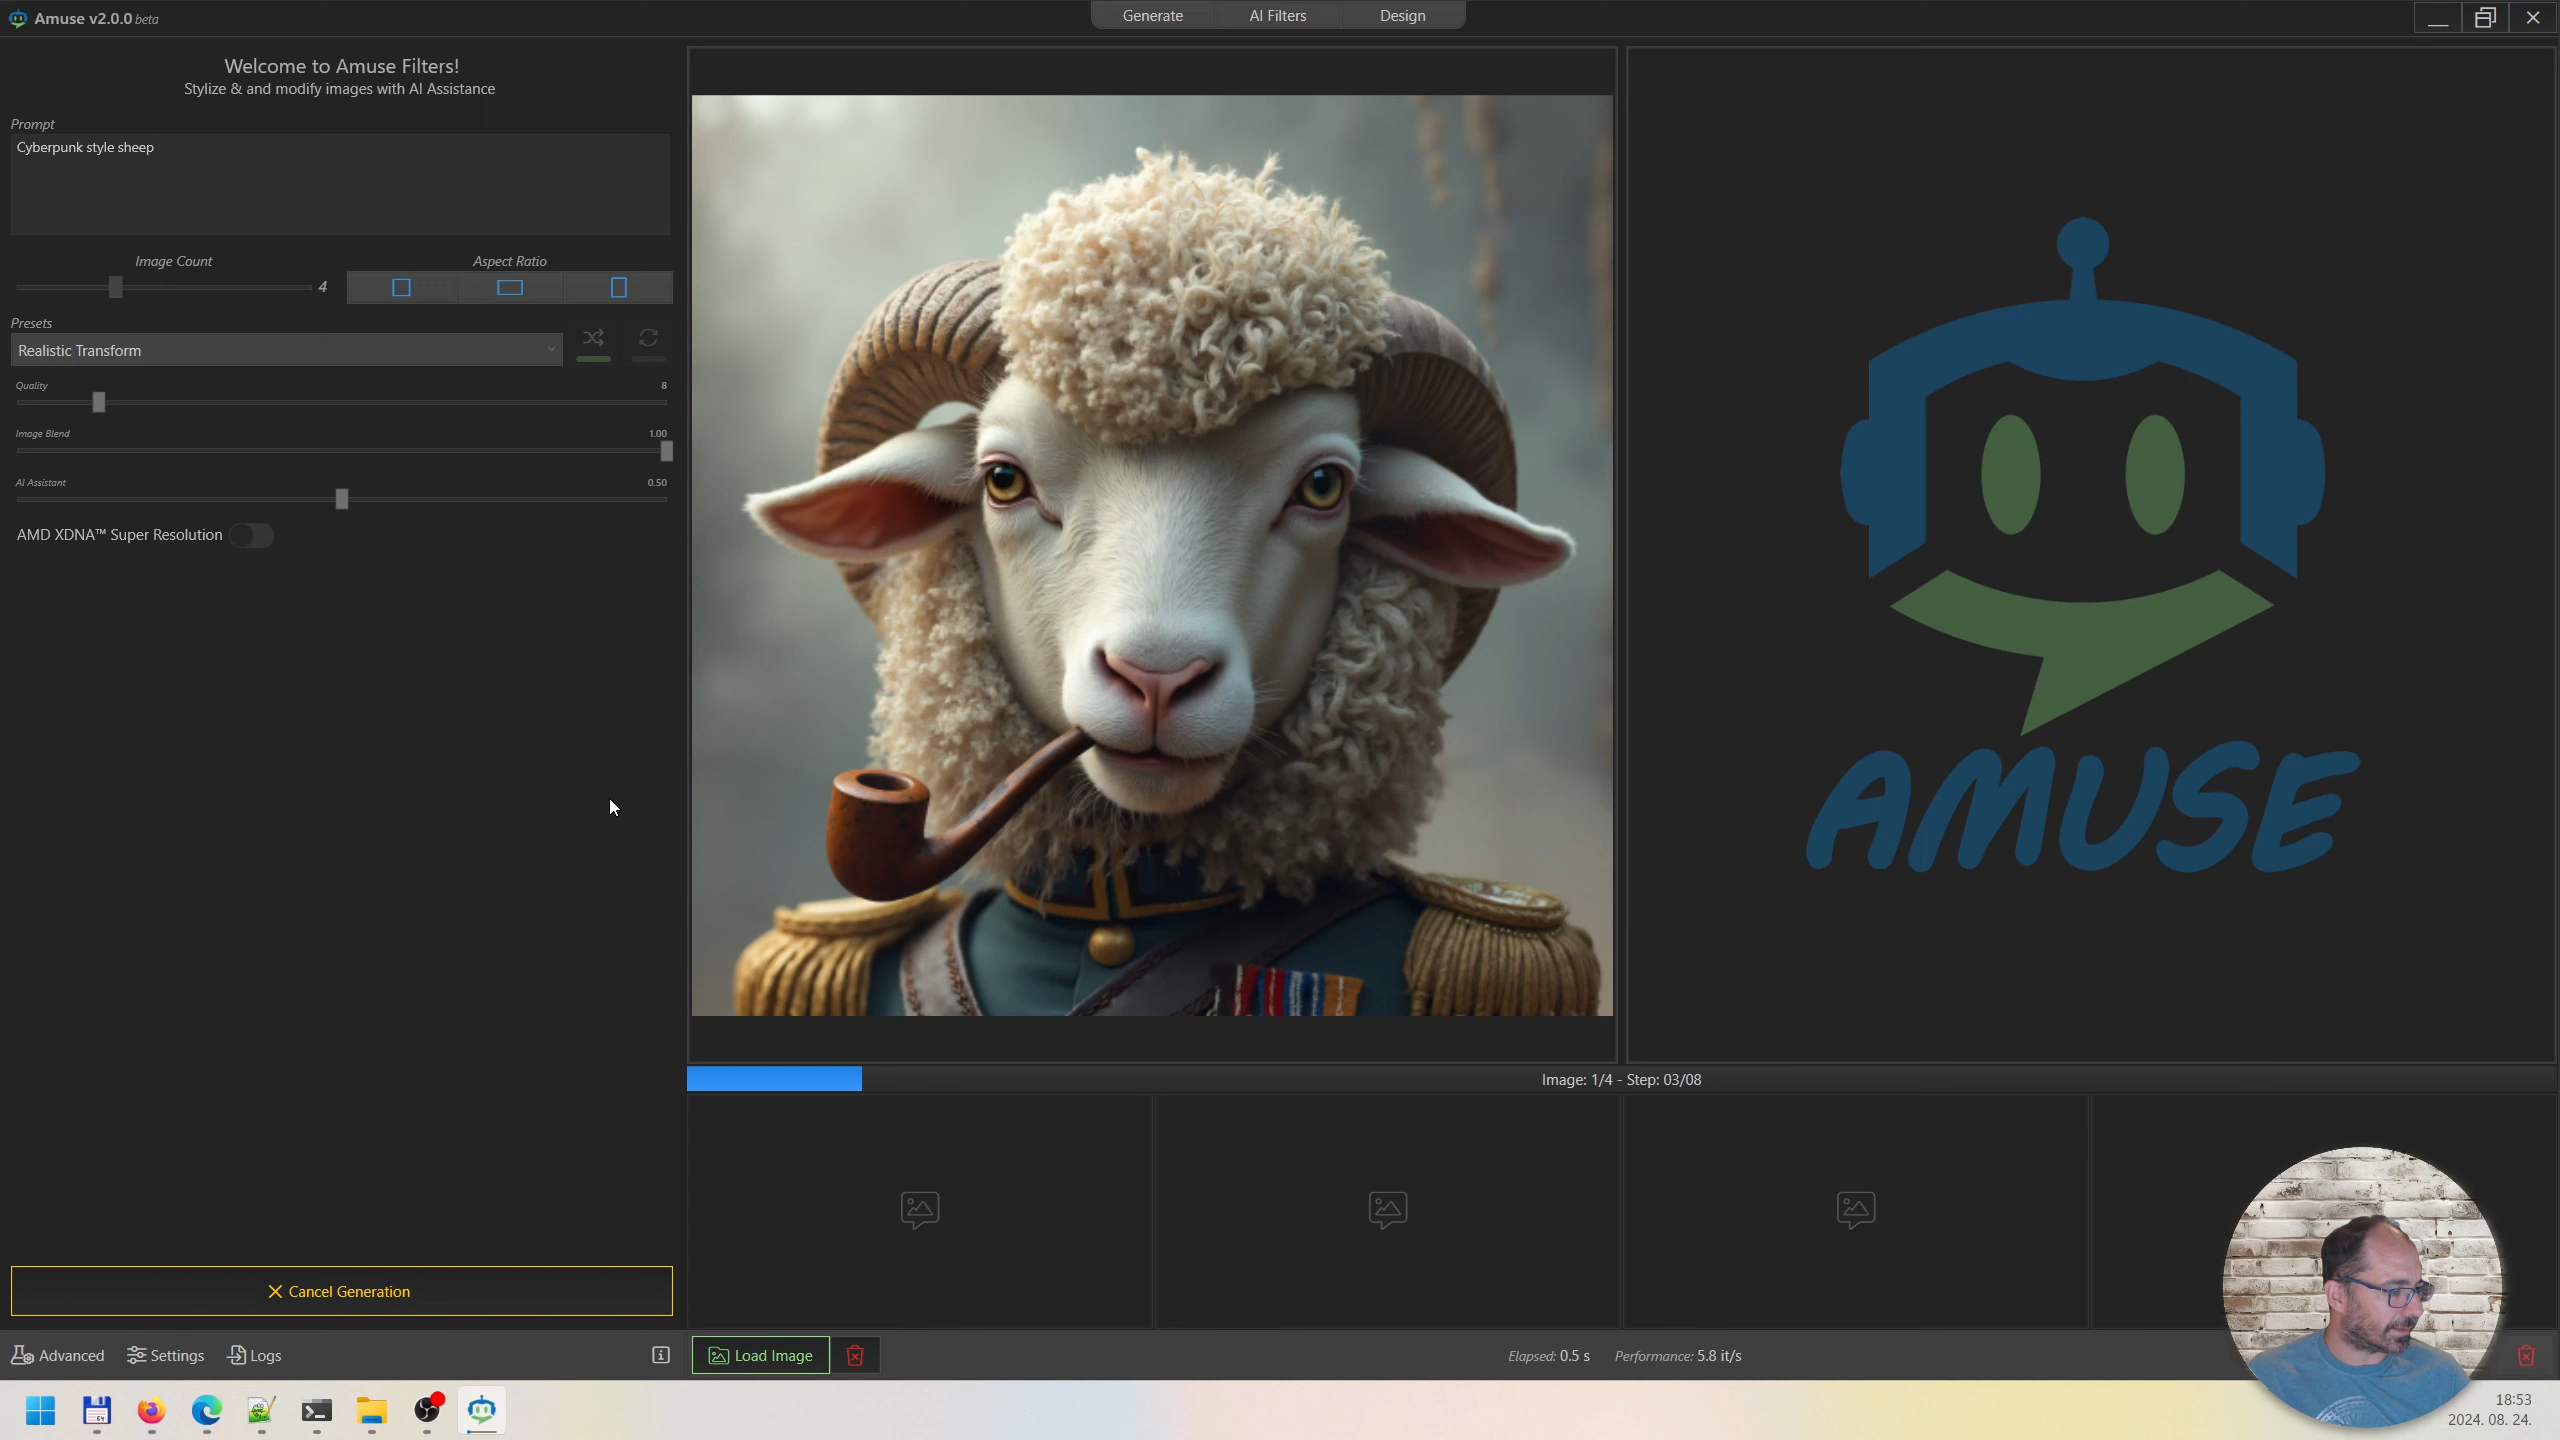 Amuse v2.0.0 beta
Generate
AI Filters
Design
Welcome to Amuse Filters!
Stylize & and modify images with AI Assistance
Prompt
Cyberpunk style sheep
Image Count
Aspect Ratio
4
Presets
Realistic Transform
Quality
8
Image Blend
1.00
AI Assistant
0.50
AMD XDNA™ Super Resolution
AMUSE
Image: 1/4 - Step: 03/08
Cancel Generation
Advanced
Settings
Logs
Load Image
Elapsed: 0.5 s
Performance: 5.8 it/s
64
18:53
2024. 08. 24.